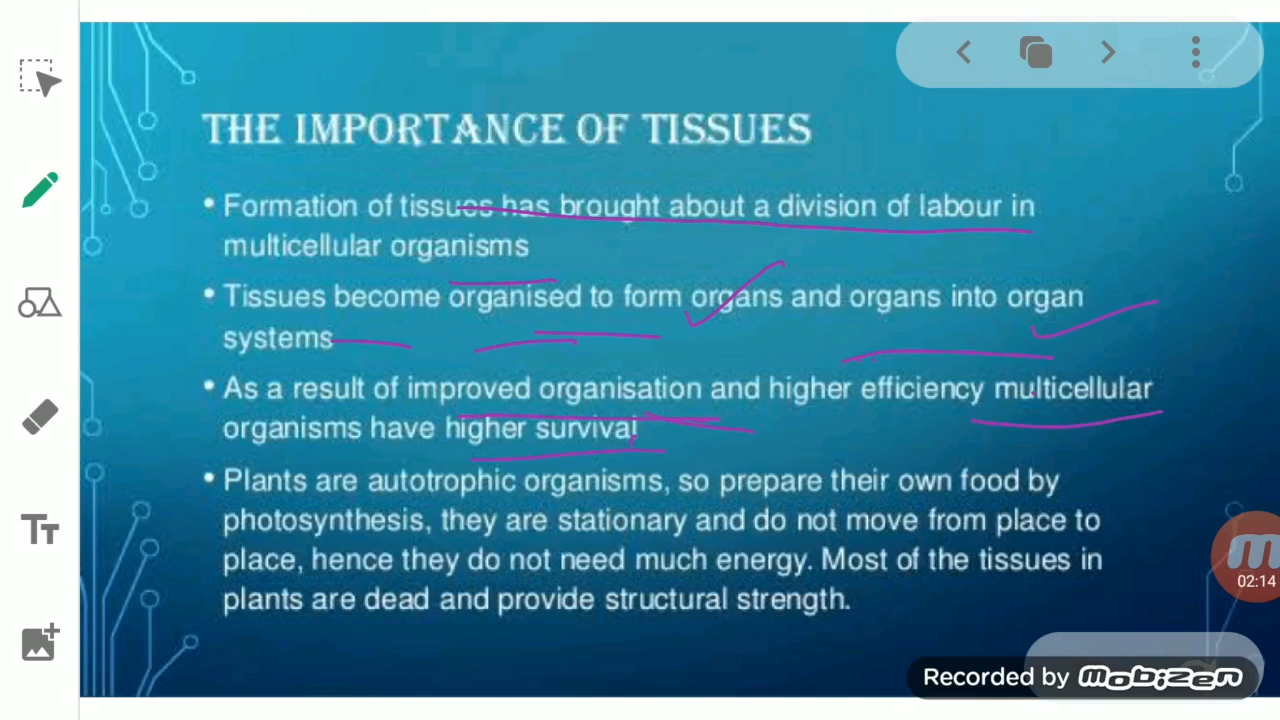 THE IMPORTANCE OF TISSUES
• Formation of tissues has brought about a division of labour in
multicellular organisms
• Tissues become organised to form organs and organs into organ
systems
• As a result of improved organisation and higher efficiency multicellular
organisms have higher survival
• Plants are autotrophic organisms, so prepare their own food by
photosynthesis, they are stationary and do not move from place to
place, hence they do not need much energy. Most of the tissues in
plants are dead and provide structural strength.
TT
02:14
Recorded by mobizen